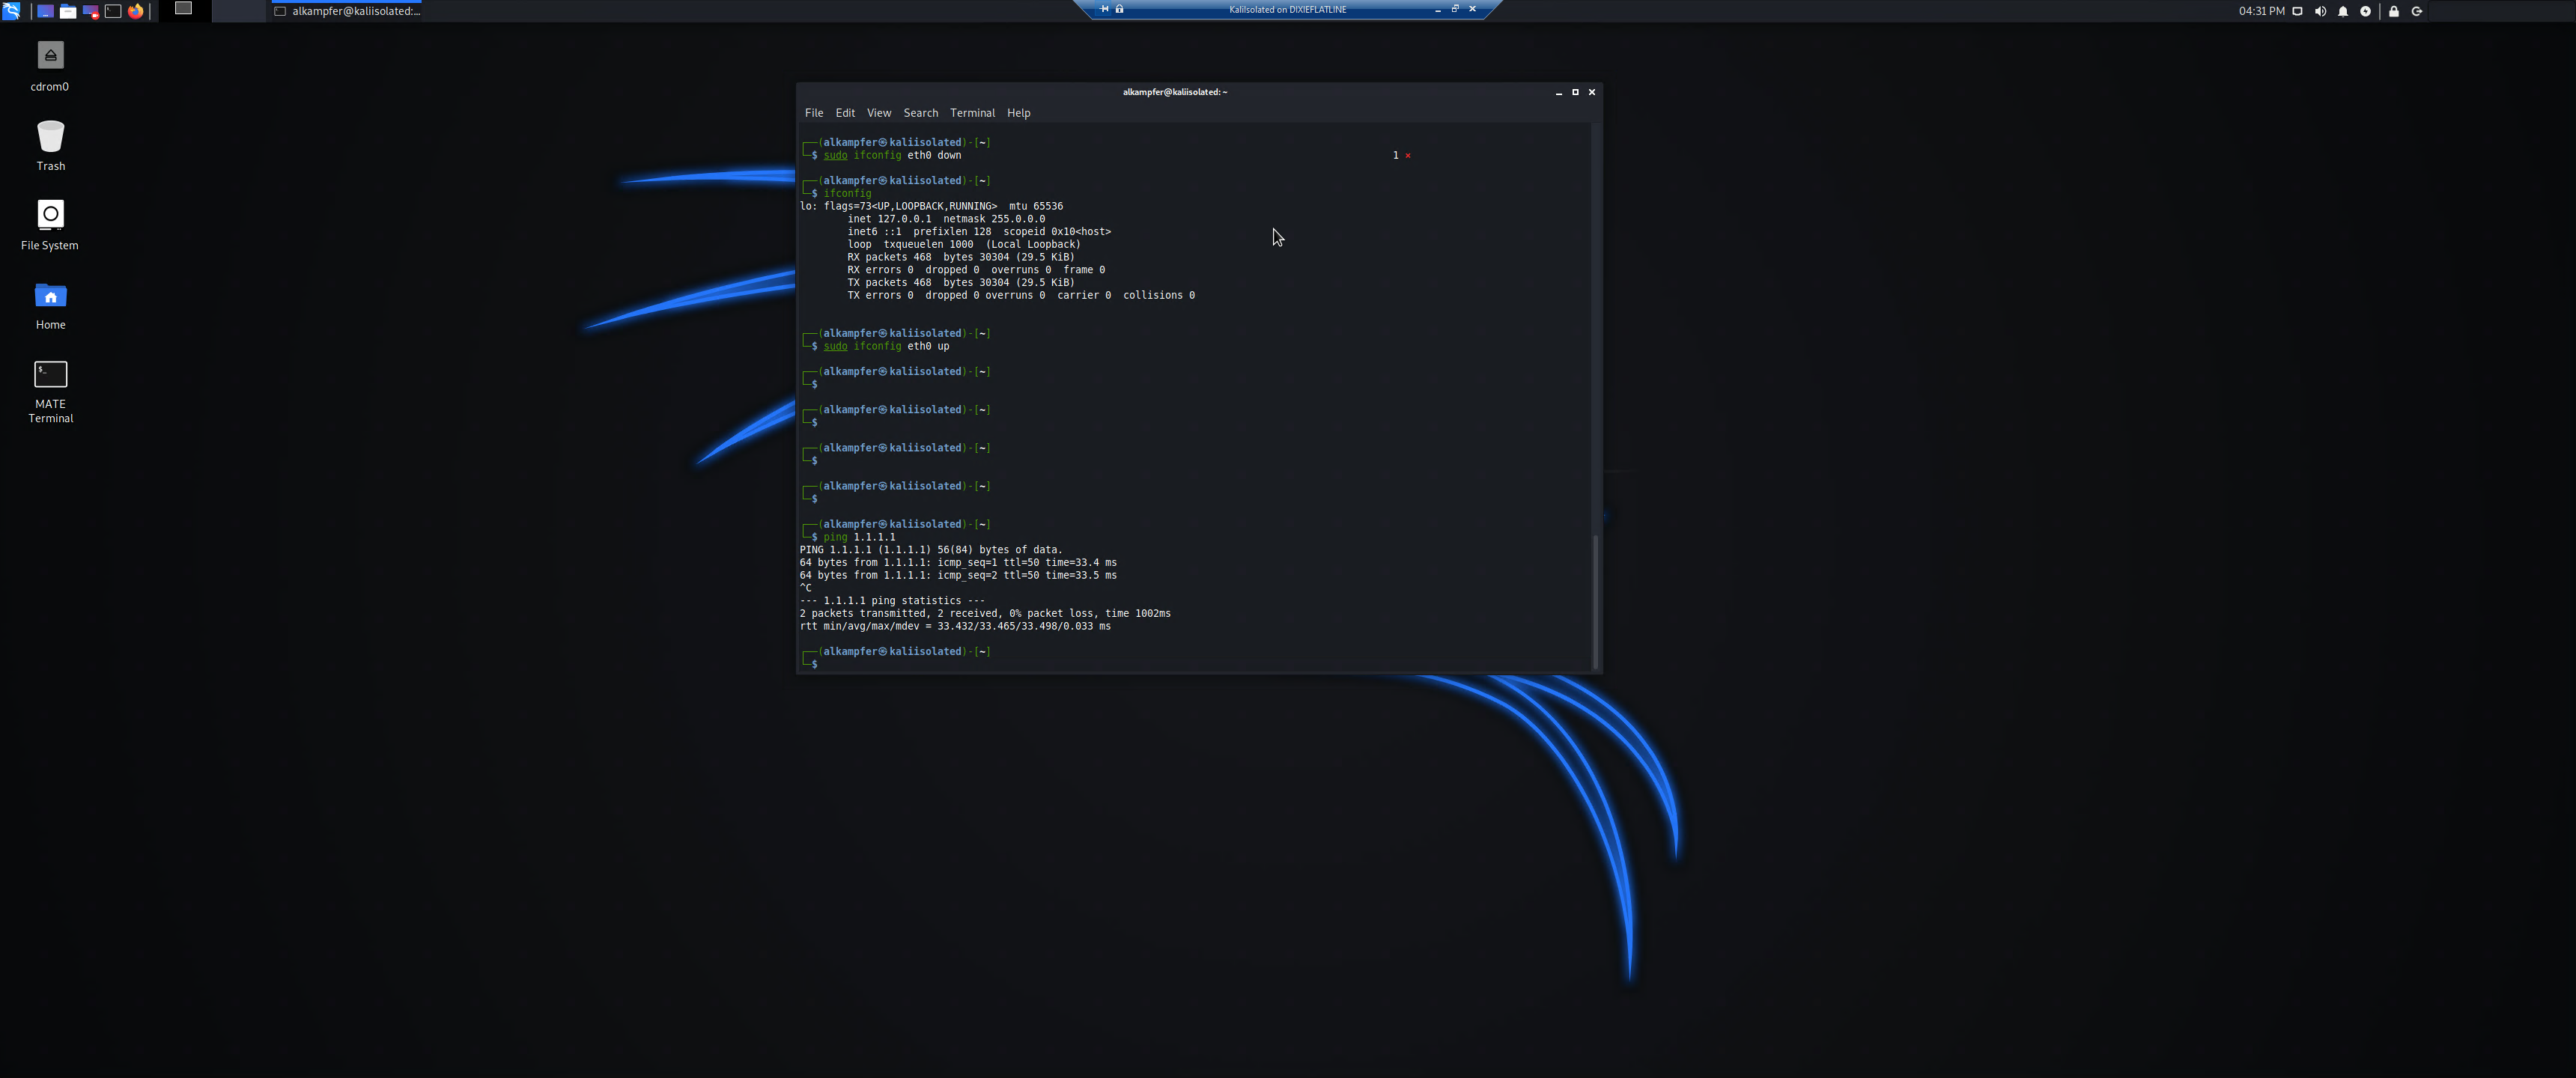 alkampfer@kaliisolated:...
KaliIsolated on DIXIEFLATLINE
04:31 PM
cdrom0
Trash
File System
Home
MATE
Terminal
alkampfer@kaliisolated: ~
File Edit View Search Terminal Help
┌──(alkampfer㉿kaliisolated)-[~]
└─$ sudo ifconfig eth0 down 1 ⨯
┌──(alkampfer㉿kaliisolated)-[~]
└─$ ifconfig
lo: flags=73<UP,LOOPBACK,RUNNING>  mtu 65536
inet 127.0.0.1  netmask 255.0.0.0
inet6 ::1  prefixlen 128  scopeid 0x10<host>
loop  txqueuelen 1000  (Local Loopback)
RX packets 468  bytes 30304 (29.5 KiB)
RX errors 0  dropped 0  overruns 0  frame 0
TX packets 468  bytes 30304 (29.5 KiB)
TX errors 0  dropped 0 overruns 0  carrier 0  collisions 0
┌──(alkampfer㉿kaliisolated)-[~]
└─$ sudo ifconfig eth0 up
┌──(alkampfer㉿kaliisolated)-[~]
└─$
┌──(alkampfer㉿kaliisolated)-[~]
└─$
┌──(alkampfer㉿kaliisolated)-[~]
└─$
┌──(alkampfer㉿kaliisolated)-[~]
└─$
┌──(alkampfer㉿kaliisolated)-[~]
└─$ ping 1.1.1.1
PING 1.1.1.1 (1.1.1.1) 56(84) bytes of data.
64 bytes from 1.1.1.1: icmp_seq=1 ttl=50 time=33.4 ms
64 bytes from 1.1.1.1: icmp_seq=2 ttl=50 time=33.5 ms
^C
--- 1.1.1.1 ping statistics ---
2 packets transmitted, 2 received, 0% packet loss, time 1002ms
rtt min/avg/max/mdev = 33.432/33.465/33.498/0.033 ms
┌──(alkampfer㉿kaliisolated)-[~]
└─$